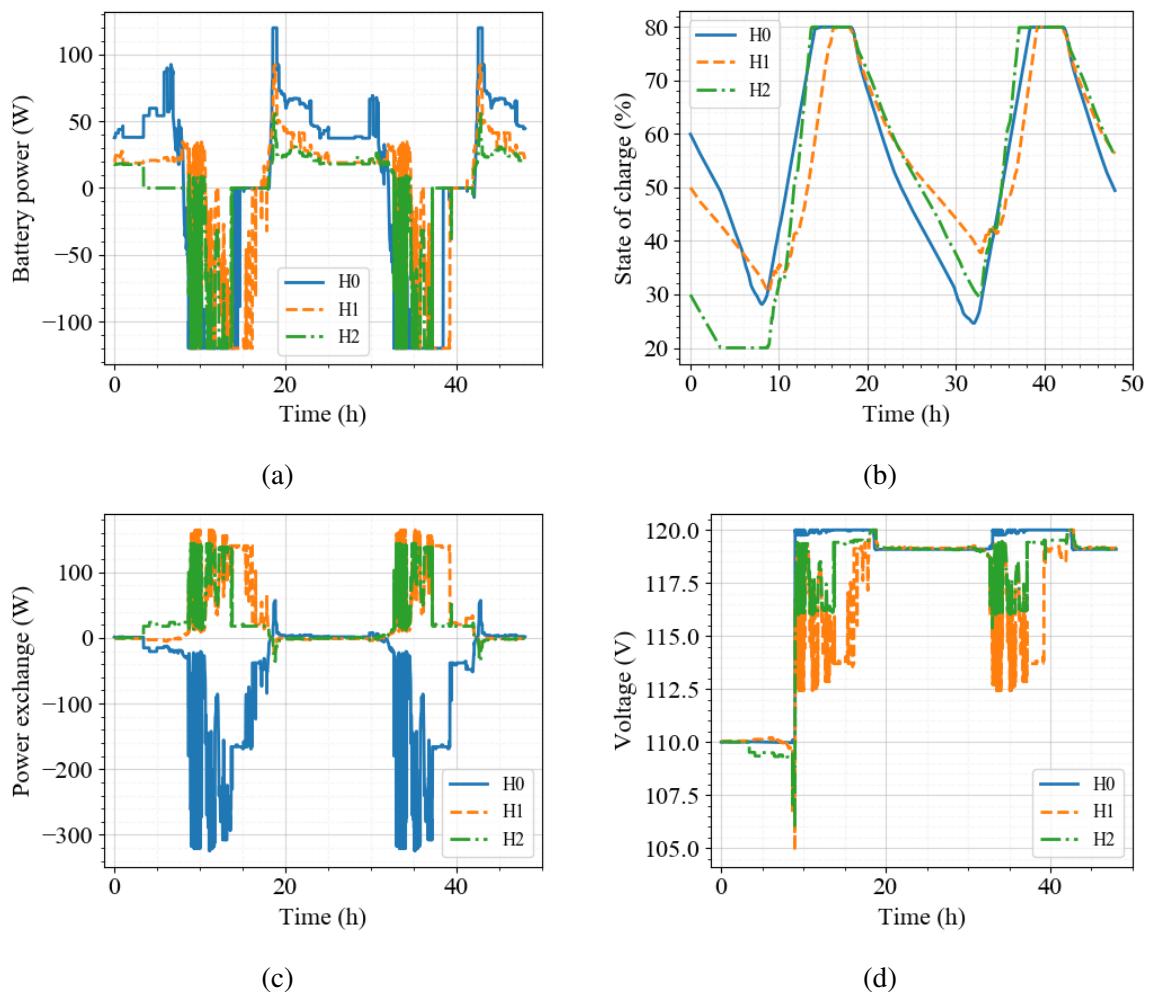 Battery power (W)
100
50
0
−50
−100
H0
H1
H2
0
20
40
Time (h)
(a)
State of charge (%)
80
70
60
50
40
30
20
H0
H1
H2
0
10
20
30
40
50
Time (h)
(b)
Power exchange (W)
100
0
−100
−200
−300
H0
H1
H2
0
20
40
Time (h)
(c)
Voltage (V)
120.0
117.5
115.0
112.5
110.0
107.5
105.0
H0
H1
H2
0
20
40
Time (h)
(d)